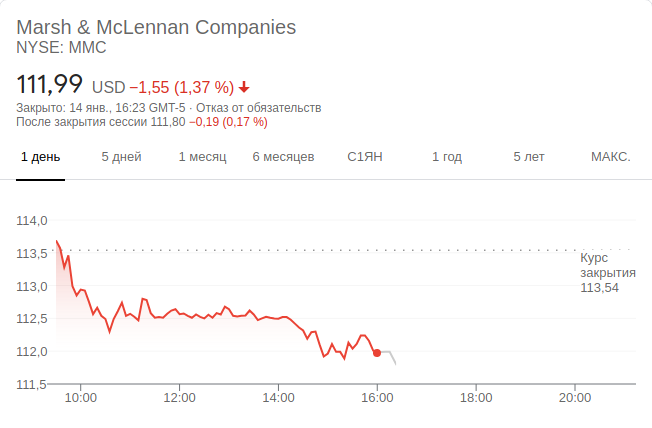 Marsh & McLennan Companies
NYSE: MMC
111,99 USD −1,55 (1,37 %)
Закрыто: 14 янв., 16:23 GMT-5 · Отказ от обязательств
После закрытия сессии 111,80 −0,19 (0,17 %)
1 день 5 дней 1 месяц 6 месяцев С1ЯН 1 год 5 лет МАКС.
114,0
113,5
Курс
закрытия
113,54
113,0
112,5
112,0
111,5
10:00 12:00 14:00 16:00 18:00 20:00